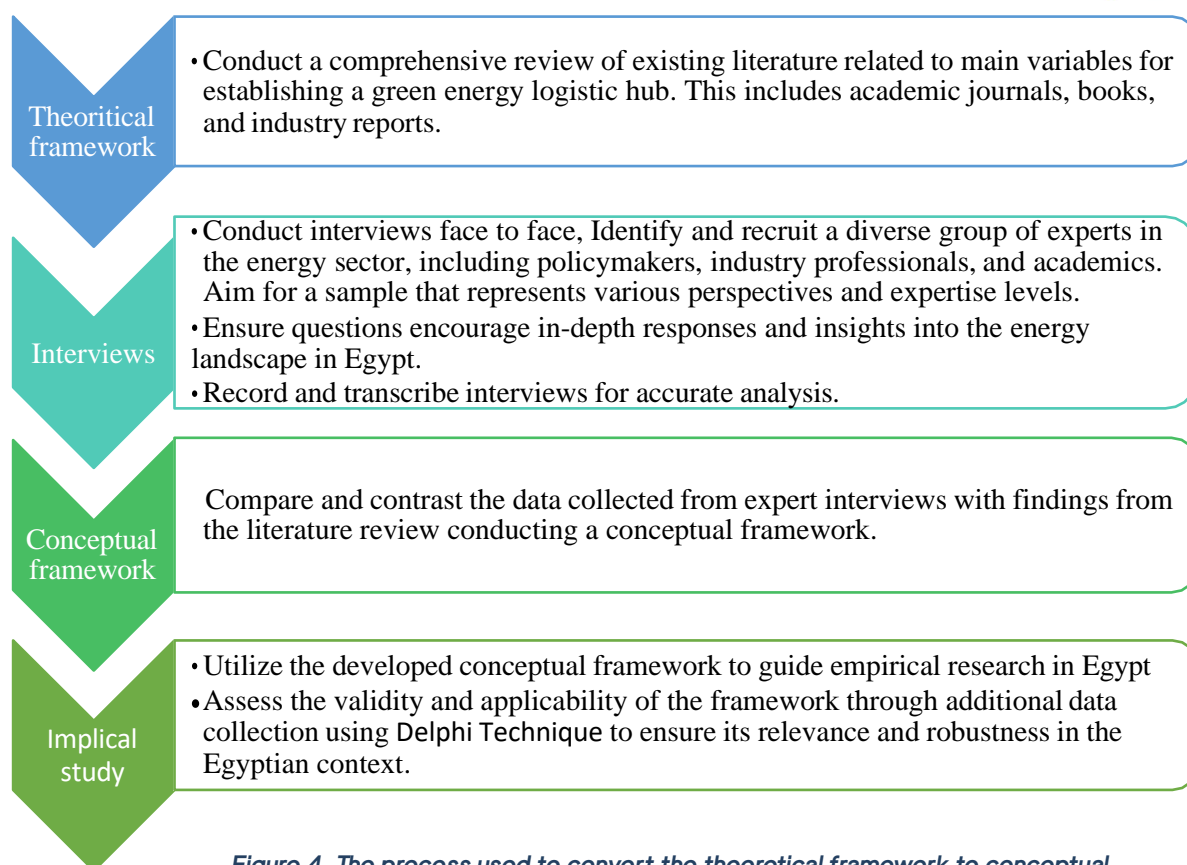 Theoritical
framework
•Conduct a comprehensive review of existing literature related to main variables for
establishing a green energy logistic hub. This includes academic journals, books,
and industry reports.
Interviews
•Conduct interviews face to face, Identify and recruit a diverse group of experts in
the energy sector, including policymakers, industry professionals, and academics.
Aim for a sample that represents various perspectives and expertise levels.
•Ensure questions encourage in-depth responses and insights into the energy
landscape in Egypt.
•Record and transcribe interviews for accurate analysis.
Conceptual
framework
Compare and contrast the data collected from expert interviews with findings from
the literature review conducting a conceptual framework.
Implical
study
•Utilize the developed conceptual framework to guide empirical research in Egypt
•Assess the validity and applicability of the framework through additional data
collection using Delphi Technique to ensure its relevance and robustness in the
Egyptian context.
Figure 4. The process used to convert the theoretical framework to conceptual